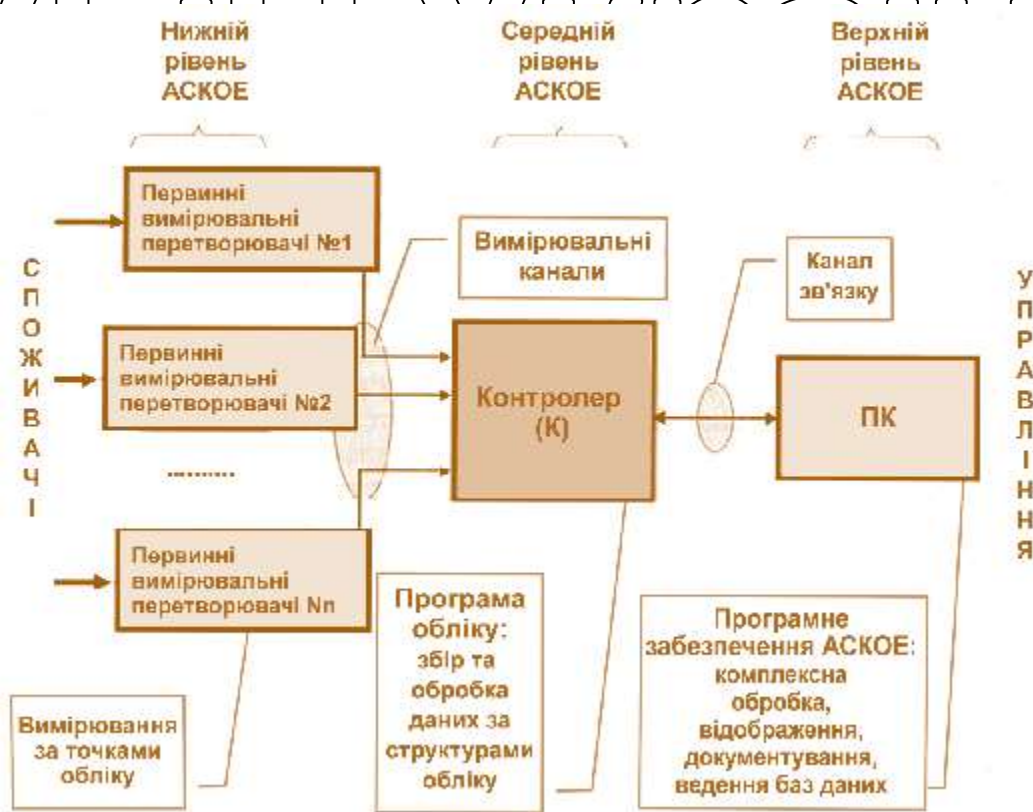 Нижній
рівень
АСКОЕ
Середній
рівень
АСКОЕ
Верхній
рівень
АСКОЕ
СПОЖИВАЧІ
Первинні
вимірювальні
перетворювачі №1
Вимірювальні
канали
Канал
зв'язку
УПРАВЛІННЯ
Первинні
вимірювальні
перетворювачі №2
Контролер
(К)
ПК
..........
Первинні
вимірювальні
перетворювачі Nn
Вимірювання
за точками
обліку
Програма
обліку:
збір та
обробка
даних за
структурами
обліку
Програмне
забезпечення АСКОЕ:
комплексна
обробка,
відображення,
документування,
ведення баз даних